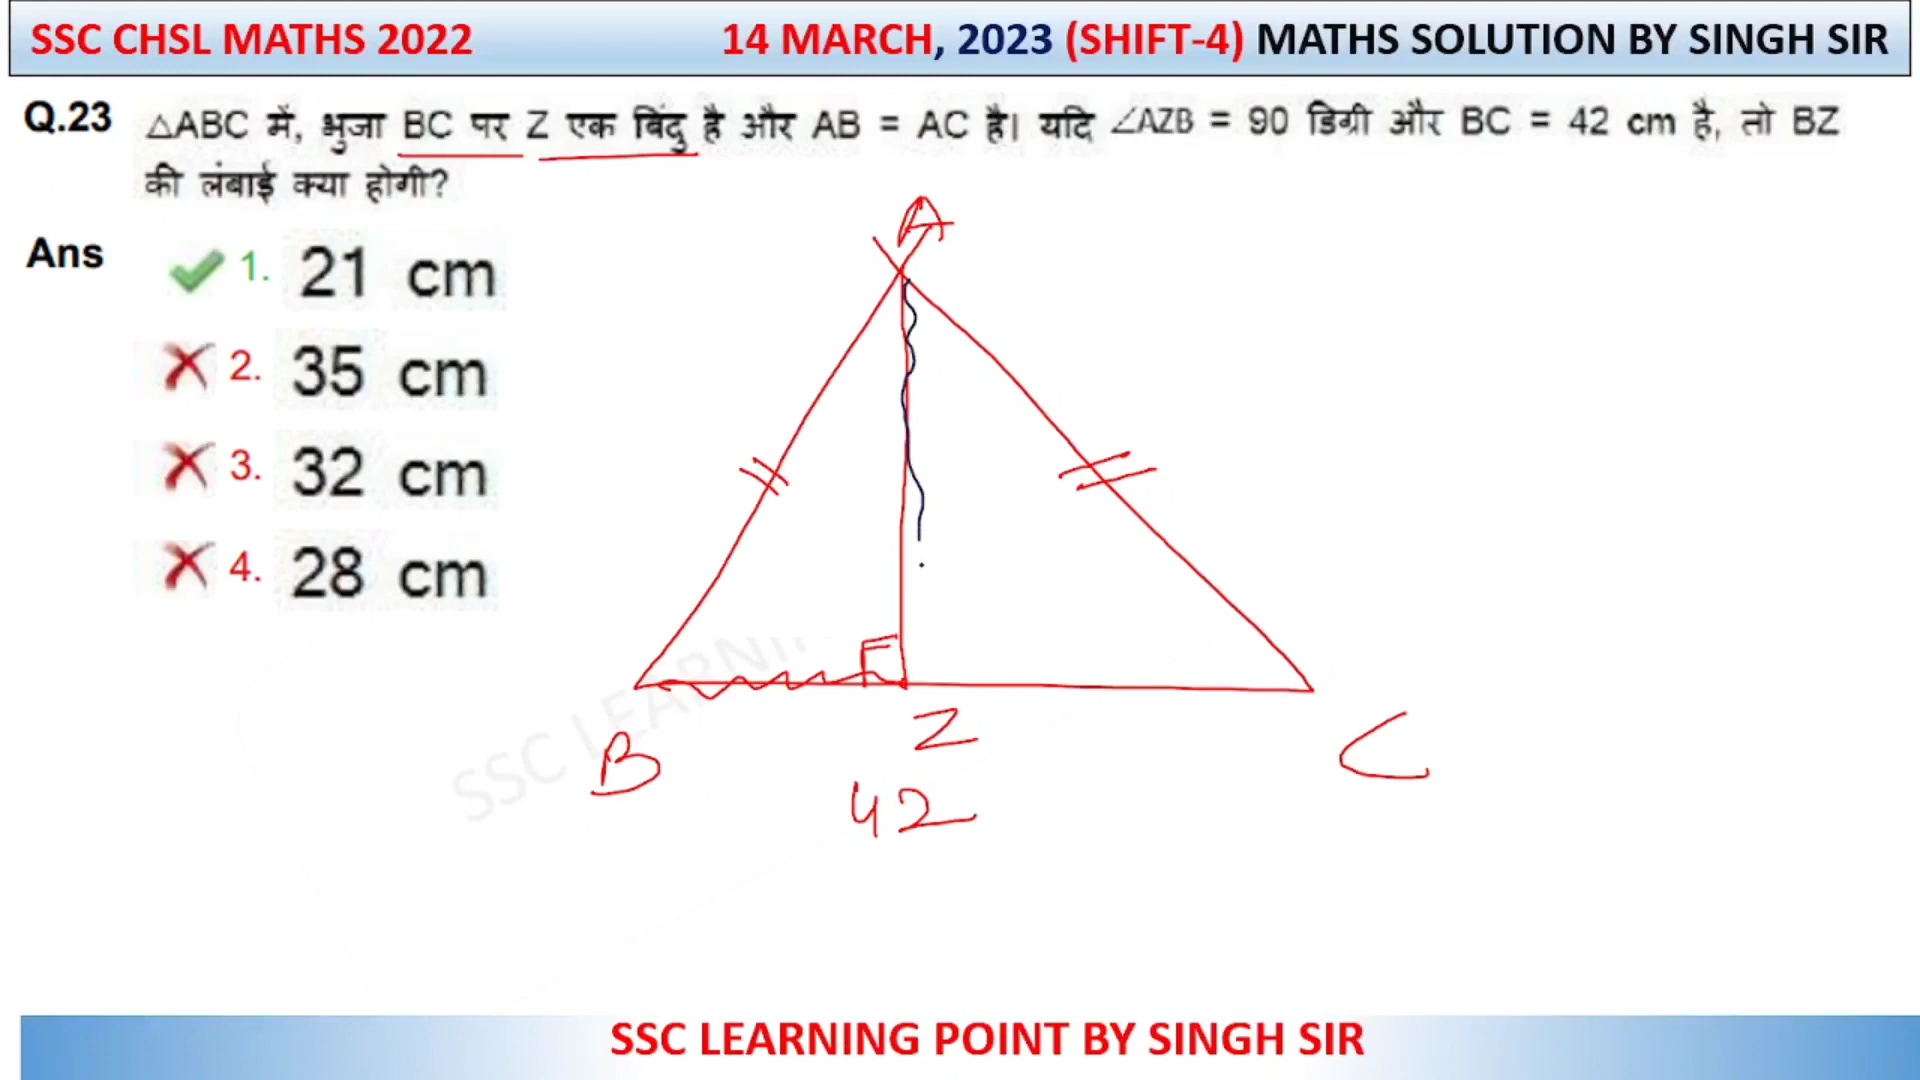 SSC CHSL MATHS 2022 14 MARCH, 2023 (SHIFT-4) MATHS SOLUTION BY SINGH SIR
Q.23 △ABC में, भुजा BC पर Z एक बिंदु है और AB = AC है। यदि ∠AZB = 90 डिग्री और BC = 42 cm है, तो BZ
की लंबाई क्या होगी?
Ans
1. 21 cm
2. 35 cm
3. 32 cm
4. 28 cm
A
B Z C
42
SSC LEARNI
SSC LEARNING POINT BY SINGH SIR